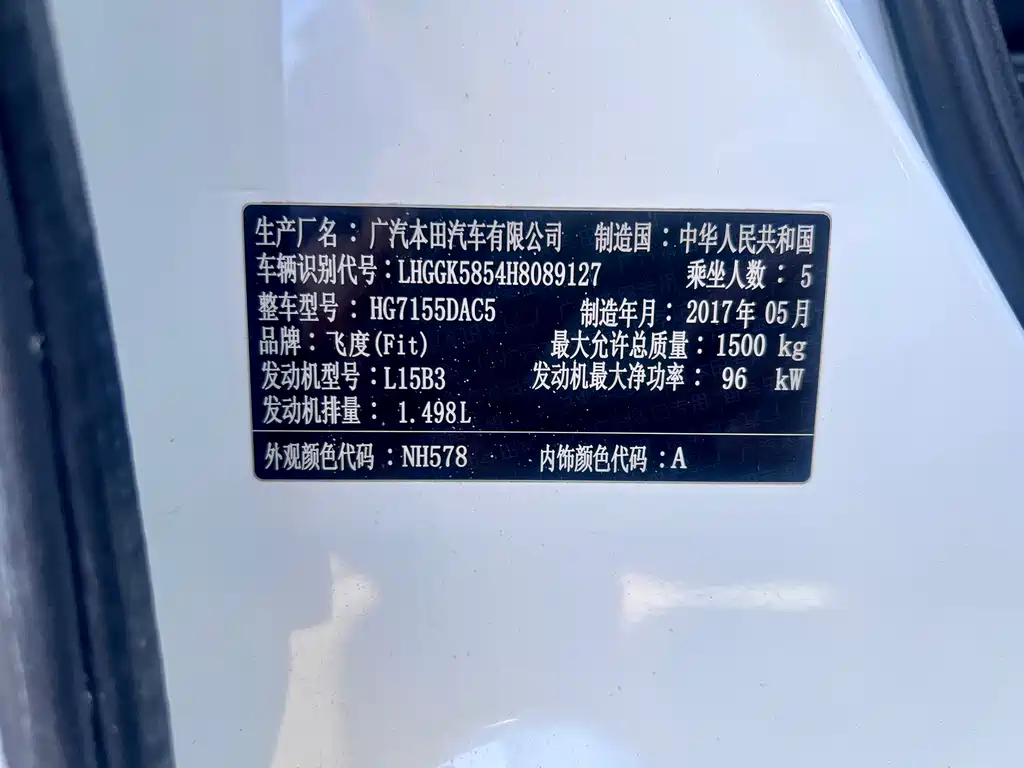 生产厂名：广汽本田汽车有限公司 制造国：中华人民共和国
车辆识别代号：LHGGK5854H8089127 乘坐人数：5
整车型号：HG7155DAC5 制造年月：2017年 05月
品牌：飞度(Fit) 最大允许总质量：1500 kg
发动机型号：L15B3 发动机最大净功率：96 kW
发动机排量：1.498L
外观颜色代码：NH578 内饰颜色代码：A